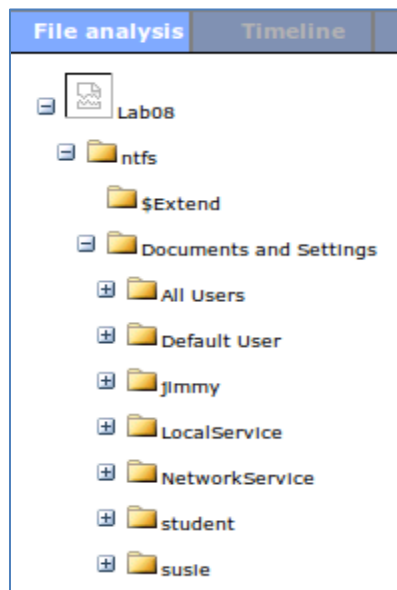 File analysis Timeline
Lab08
ntfs
$Extend
Documents and Settings
All Users
Default User
jimmy
LocalService
NetworkService
student
susie